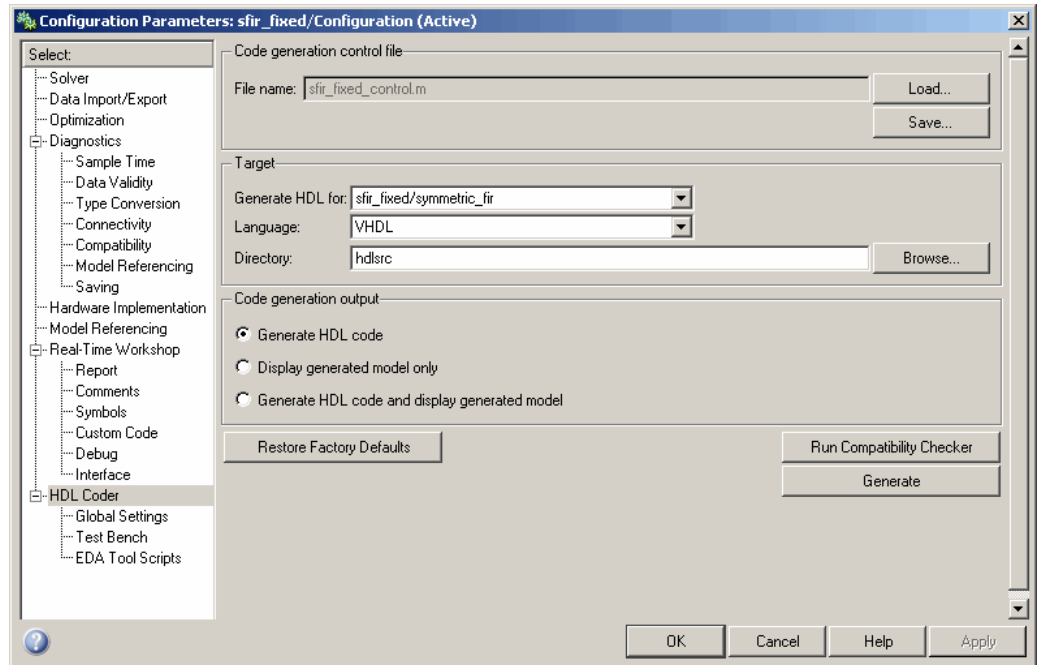 Configuration Parameters: sfir_fixed/Configuration (Active)
Select:
Solver
Data Import/Export
Optimization
Diagnostics
Sample Time
Data Validity
Type Conversion
Connectivity
Compatibility
Model Referencing
Saving
Hardware Implementation
Model Referencing
Real-Time Workshop
Report
Comments
Symbols
Custom Code
Debug
Interface
HDL Coder
Global Settings
Test Bench
EDA Tool Scripts
Code generation control file
File name: sfir_fixed_control.m Load...
Save...
Target
Generate HDL for: sfir_fixed/symmetric_fir
Language: VHDL
Directory: hdlsrc Browse...
Code generation output
Generate HDL code
Display generated model only
Generate HDL code and display generated model
Restore Factory Defaults Run Compatibility Checker
Generate
? OK Cancel Help Apply